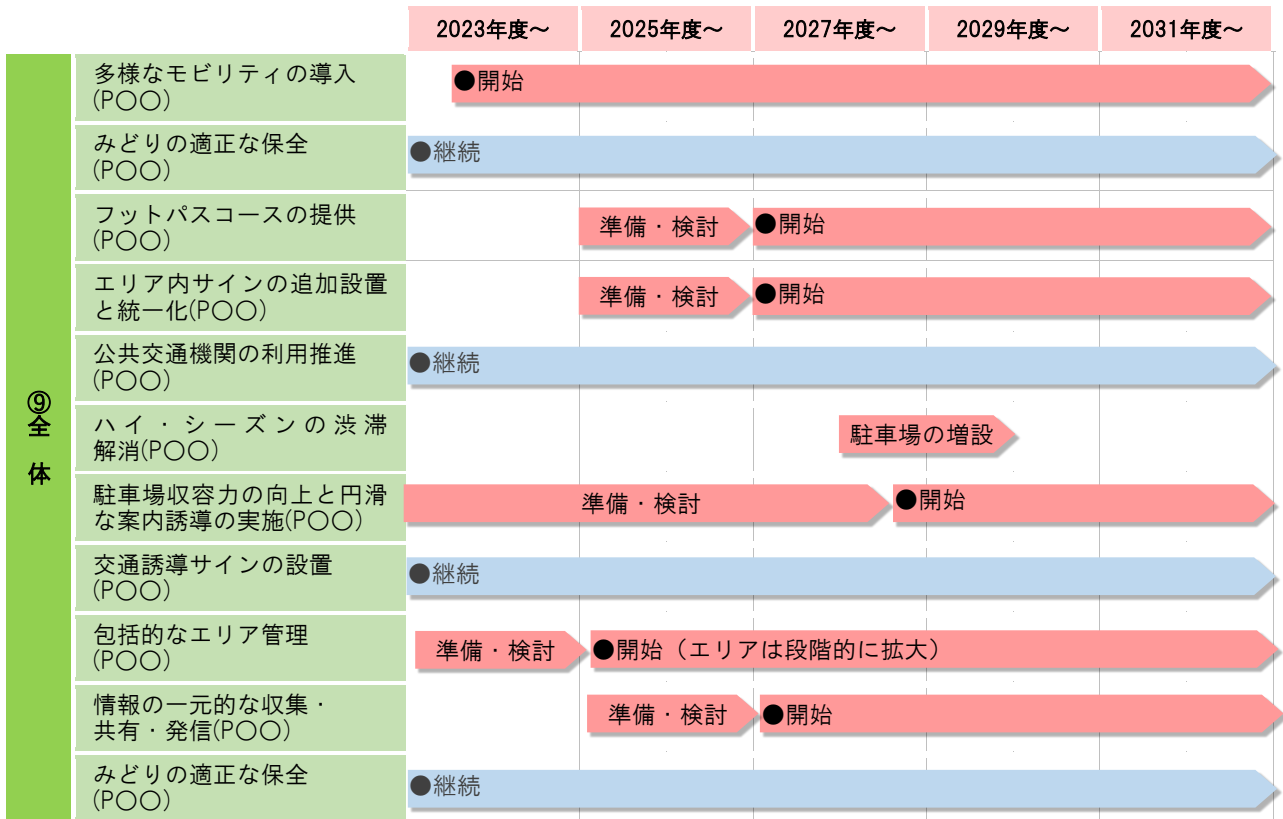 2023年度～ 2025年度～ 2027年度～ 2029年度～ 2031年度～
⑨全 体
多様なモビリティの導入
(P〇〇)
●開始
みどりの適正な保全
(P〇〇)
●継続
フットパスコースの提供
(P〇〇)
準備・検討 ●開始
エリア内サインの追加設置
と統一化(P〇〇)
準備・検討 ●開始
公共交通機関の利用推進
(P〇〇)
●継続
ハイ・シーズンの渋滞
解消(P〇〇)
駐車場の増設
駐車場収容力の向上と円滑
な案内誘導の実施(P〇〇)
準備・検討 ●開始
交通誘導サインの設置
(P〇〇)
●継続
包括的なエリア管理
(P〇〇)
準備・検討 ●開始（エリアは段階的に拡大）
情報の一元的な収集・
共有・発信(P〇〇)
準備・検討 ●開始
みどりの適正な保全
(P〇〇)
●継続